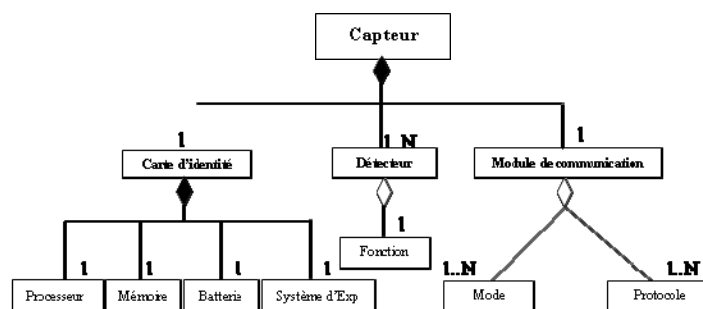 Capteur
1 1..N 1
Carte d'identité Détecteur Module de communication
1
Fonction
1 1 1 1 1..N 1..N
Processeur Mémoire Batterie Système d'Exp Mode Protocole